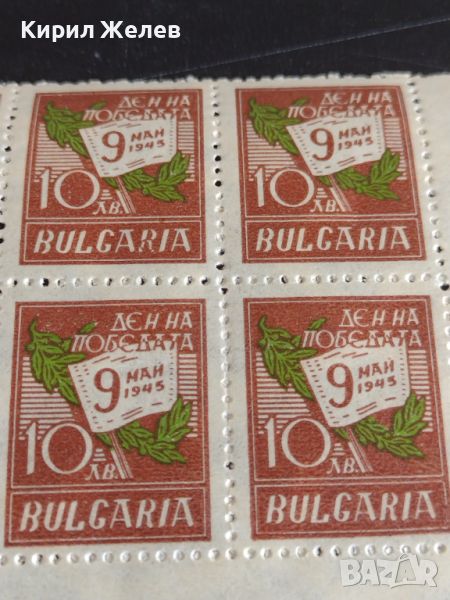 Кирил Желев
ДЕН НА
ПОБЕДАТА
9 МАЙ
1945
10
ЛВ.
BULGARIA
ДЕН НА
ПОБЕДАТА
9 МАЙ
1945
10
ЛВ.
BULGARIA
ДЕН НА
ПОБЕДАТА
9 МАЙ
1945
10
ЛВ.
BULGARIA
ДЕН НА
ПОБЕДАТА
9 МАЙ
1945
10
ЛВ.
BULGARIA
BAZAR